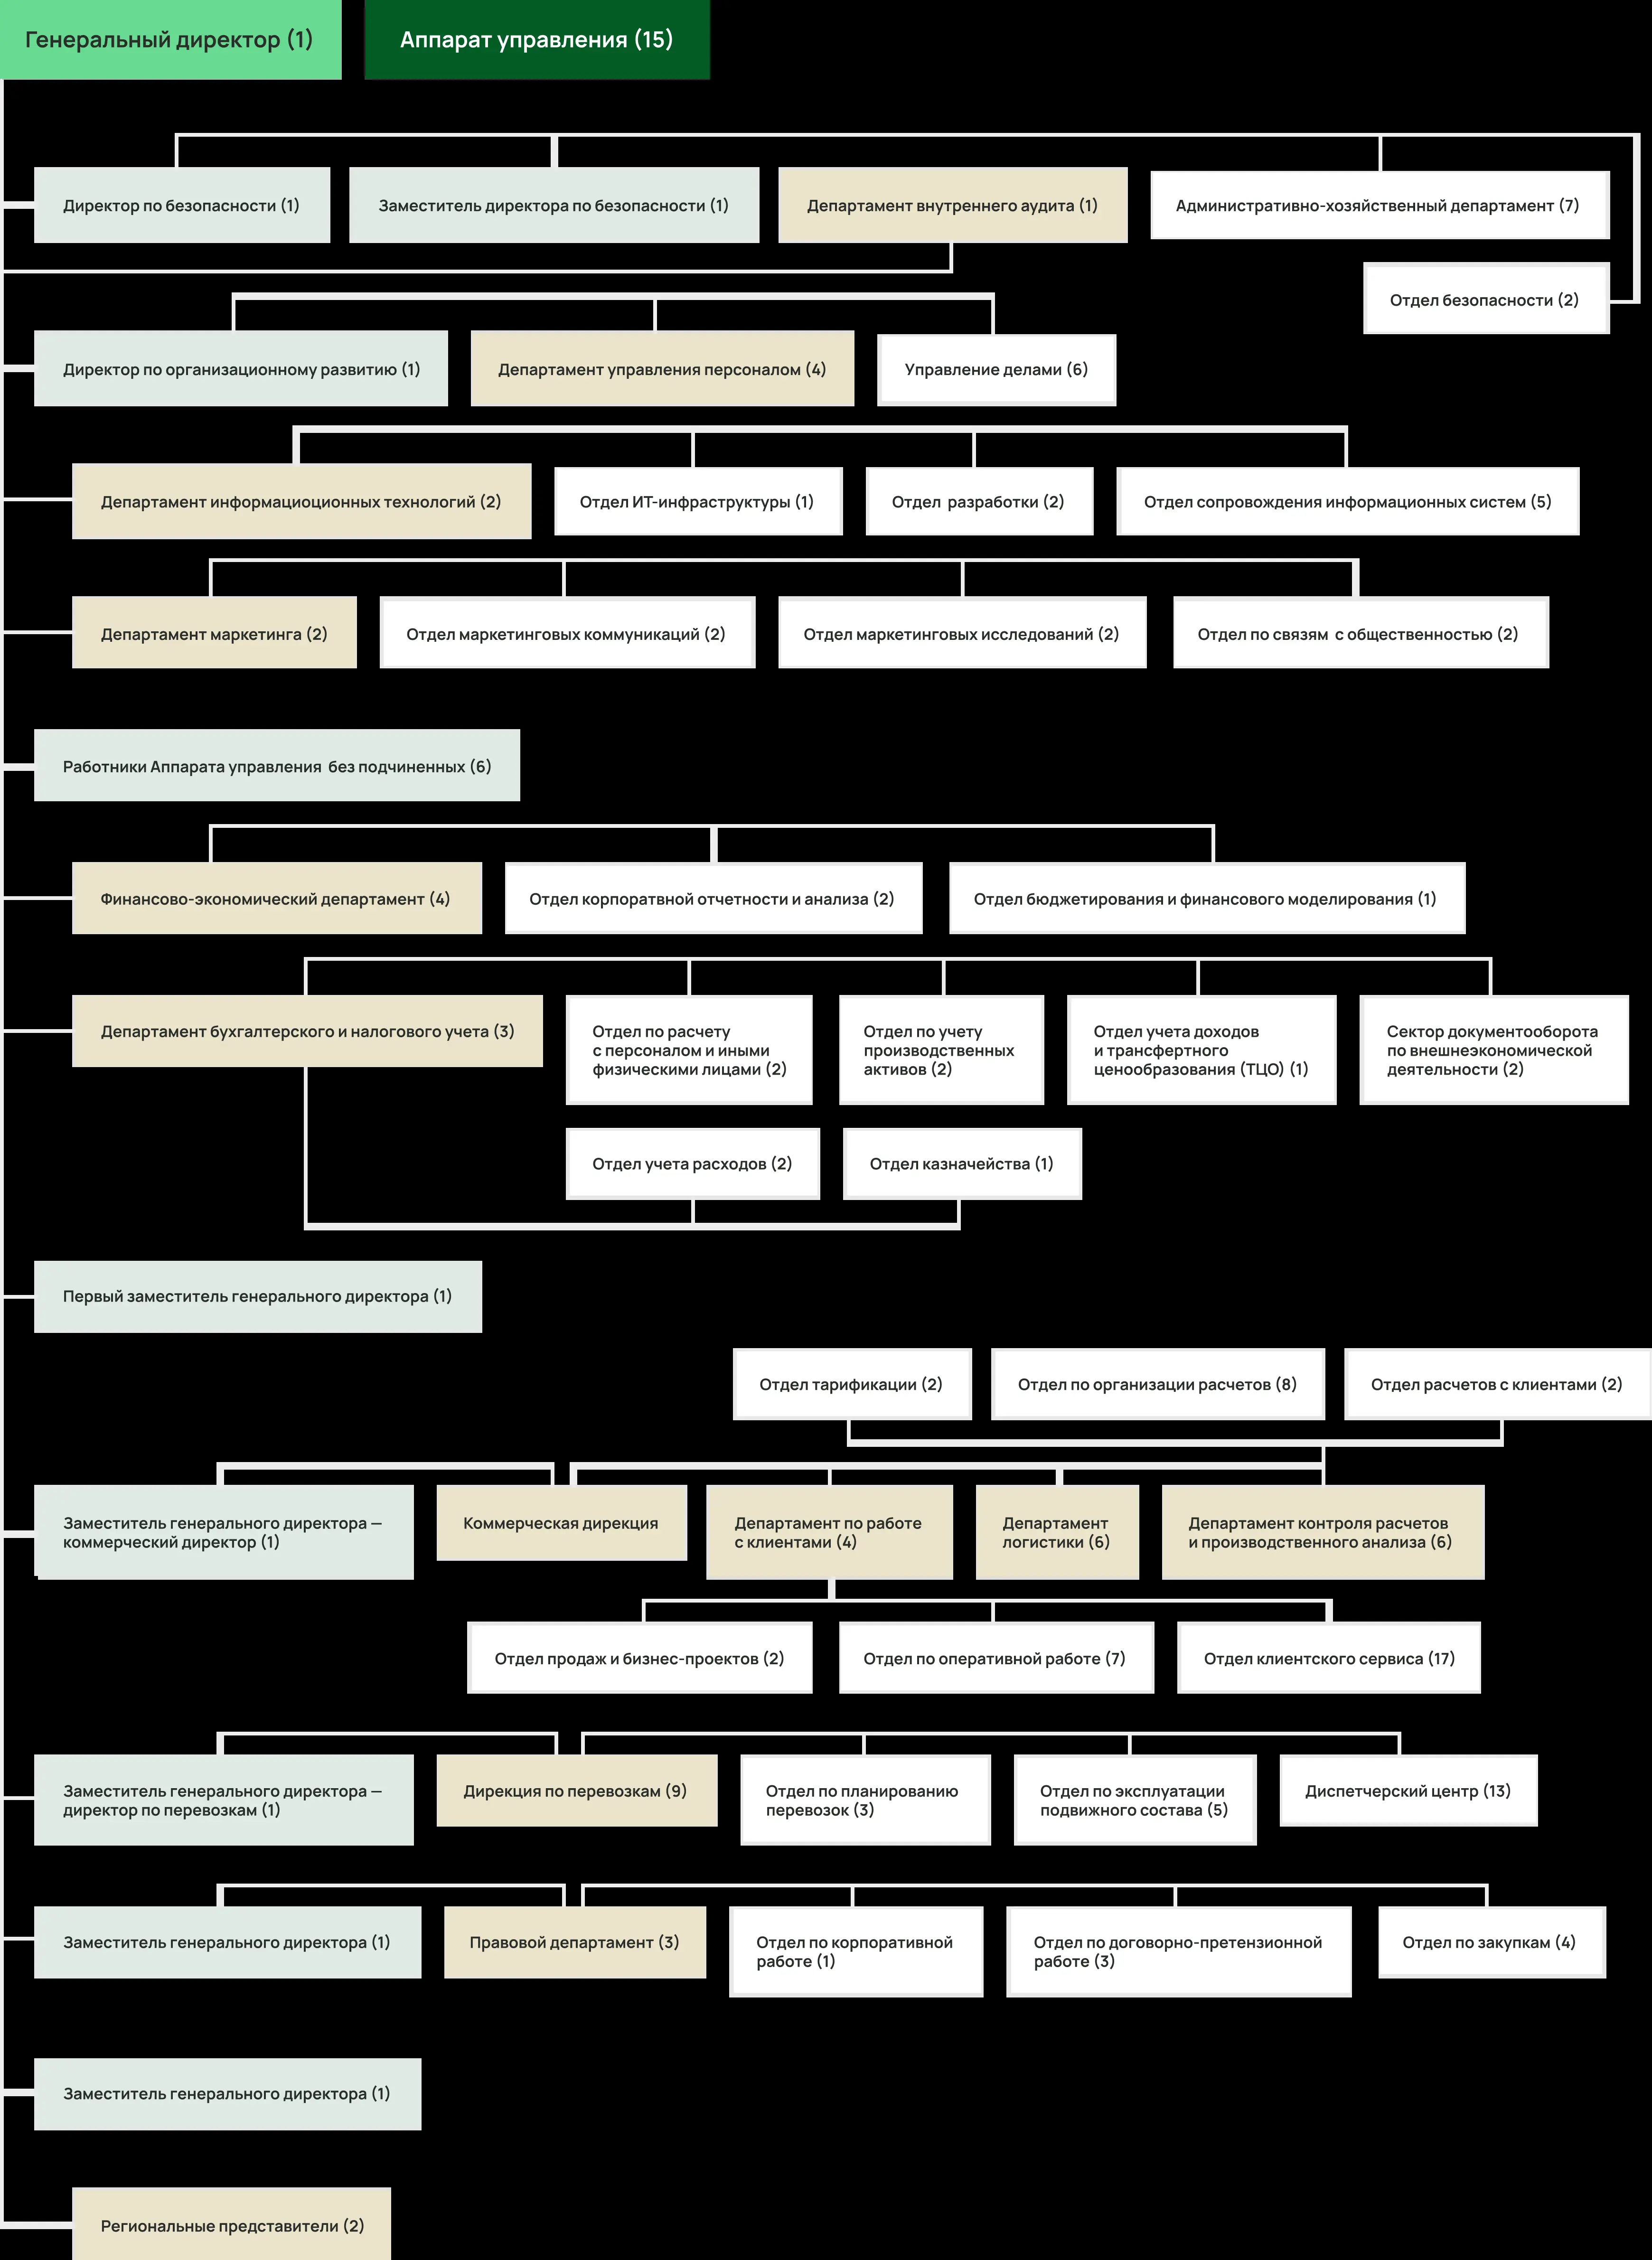 Генеральный директор (1)
Аппарат управления (15)
Директор по безопасности (1)
Заместитель директора по безопасности (1)
Департамент внутреннего аудита (1)
Административно-хозяйственный департамент (7)
Отдел безопасности (2)
Директор по организационному развитию (1)
Департамент управления персоналом (4)
Управление делами (6)
Департамент информациоционных технологий (2)
Отдел ИТ-инфраструктуры (1)
Отдел разработки (2)
Отдел сопровождения информационных систем (5)
Департамент маркетинга (2)
Отдел маркетинговых коммуникаций (2)
Отдел маркетинговых исследований (2)
Отдел по связям с общественностью (2)
Работники Аппарата управления без подчиненных (6)
Финансово-экономический департамент (4)
Отдел корпоратвной отчетности и анализа (2)
Отдел бюджетирования и финансового моделирования (1)
Департамент бухгалтерского и налогового учета (3)
Отдел по расчету
с персоналом и иными
физическими лицами (2)
Отдел по учету
производственных
активов (2)
Отдел учета доходов
и трансфертного
ценообразования (ТЦО) (1)
Сектор документооборота
по внешнеэкономической
деятельности (2)
Отдел учета расходов (2)
Отдел казначейства (1)
Первый заместитель генерального директора (1)
Отдел тарификации (2)
Отдел по организации расчетов (8)
Отдел расчетов с клиентами (2)
Заместитель генерального директора —
коммерческий директор (1)
Коммерческая дирекция
Департамент по работе
с клиентами (4)
Департамент
логистики (6)
Департамент контроля расчетов
и производственного анализа (6)
Отдел продаж и бизнес-проектов (2)
Отдел по оперативной работе (7)
Отдел клиентского сервиса (17)
Заместитель генерального директора —
директор по перевозкам (1)
Дирекция по перевозкам (9)
Отдел по планированию
перевозок (3)
Отдел по эксплуатации
подвижного состава (5)
Диспетчерский центр (13)
Заместитель генерального директора (1)
Правовой департамент (3)
Отдел по корпоративной
работе (1)
Отдел по договорно-претензионной
работе (3)
Отдел по закупкам (4)
Заместитель генерального директора (1)
Региональные представители (2)